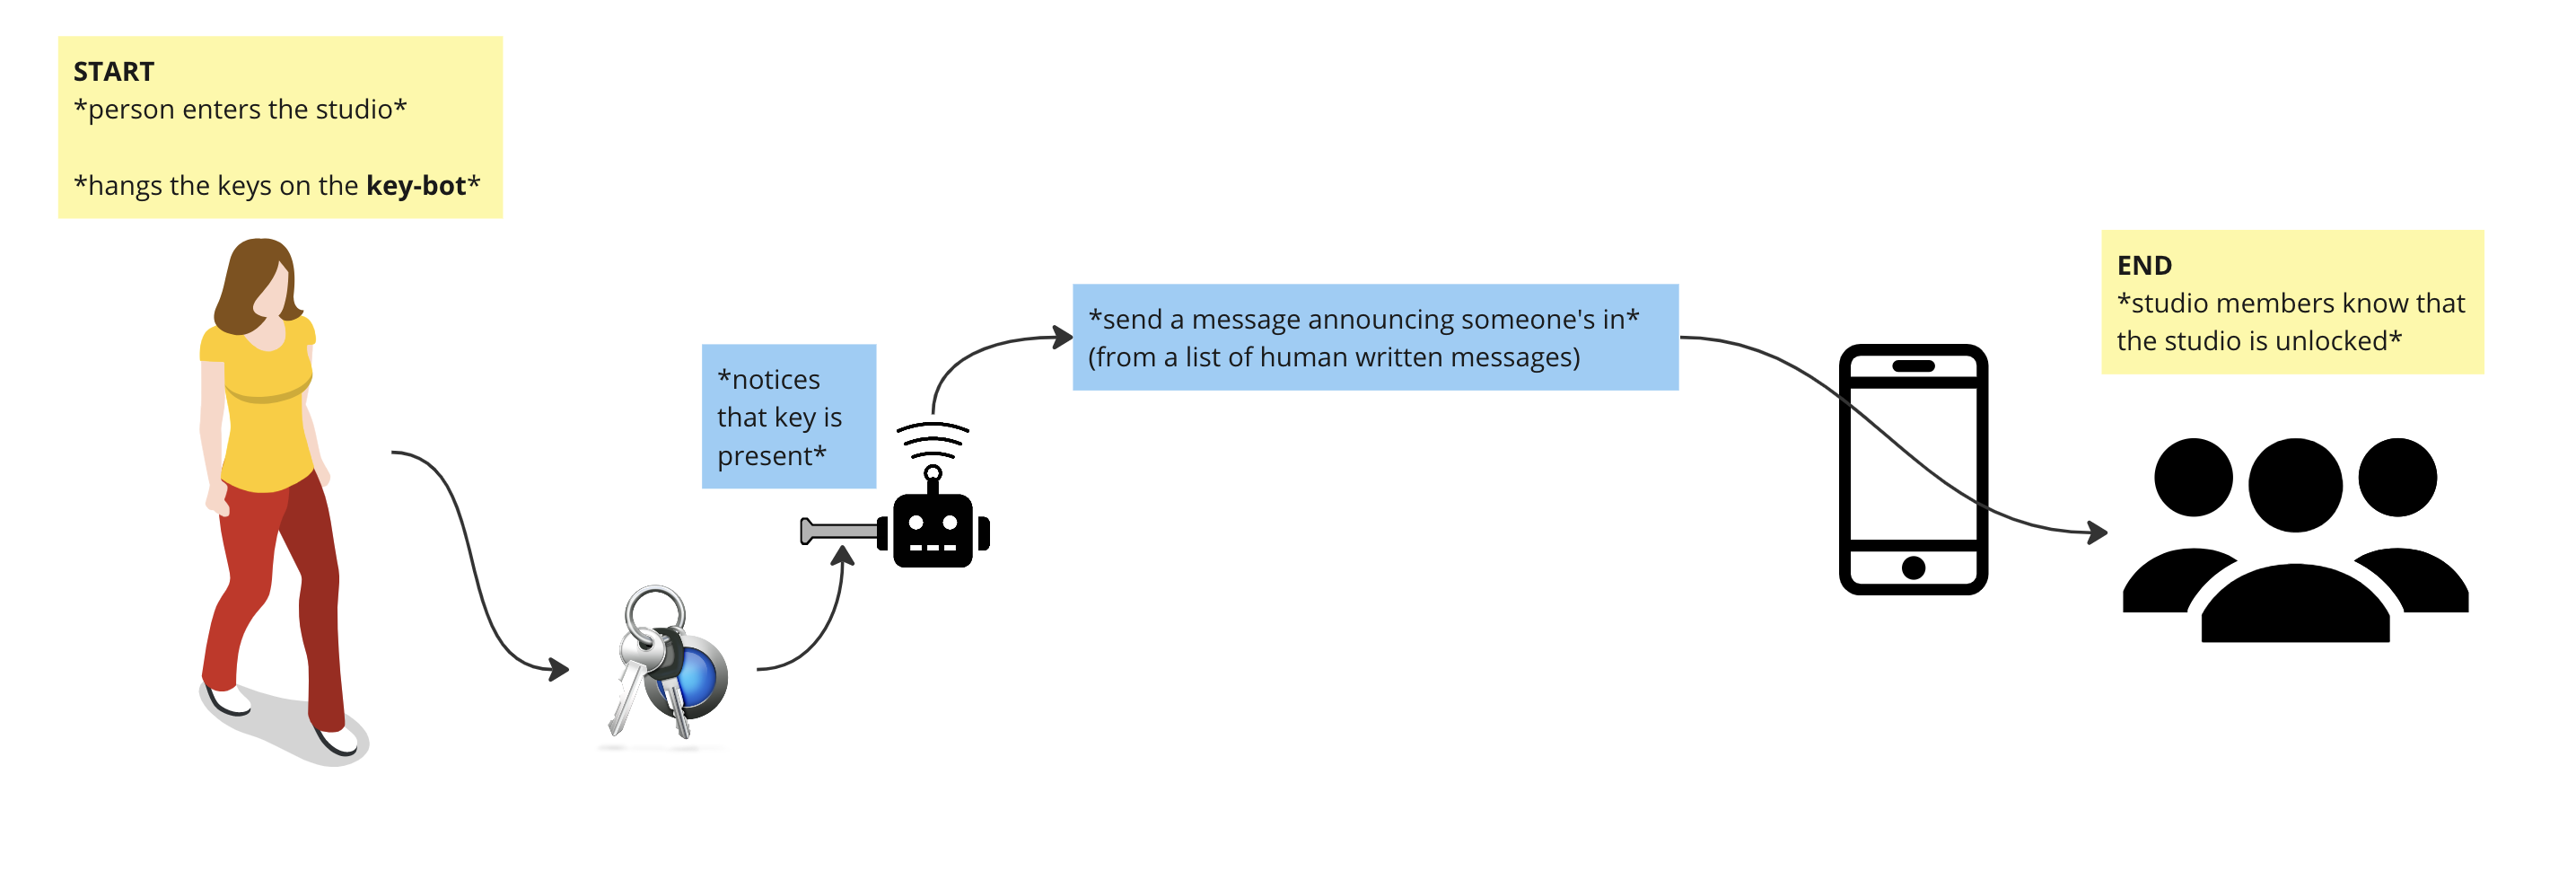 START
*person enters the studio*
*hangs the keys on the key-bot*
*notices
that key is
present*
*send a message announcing someone's in*
(from a list of human written messages)
END
*studio members know that
the studio is unlocked*